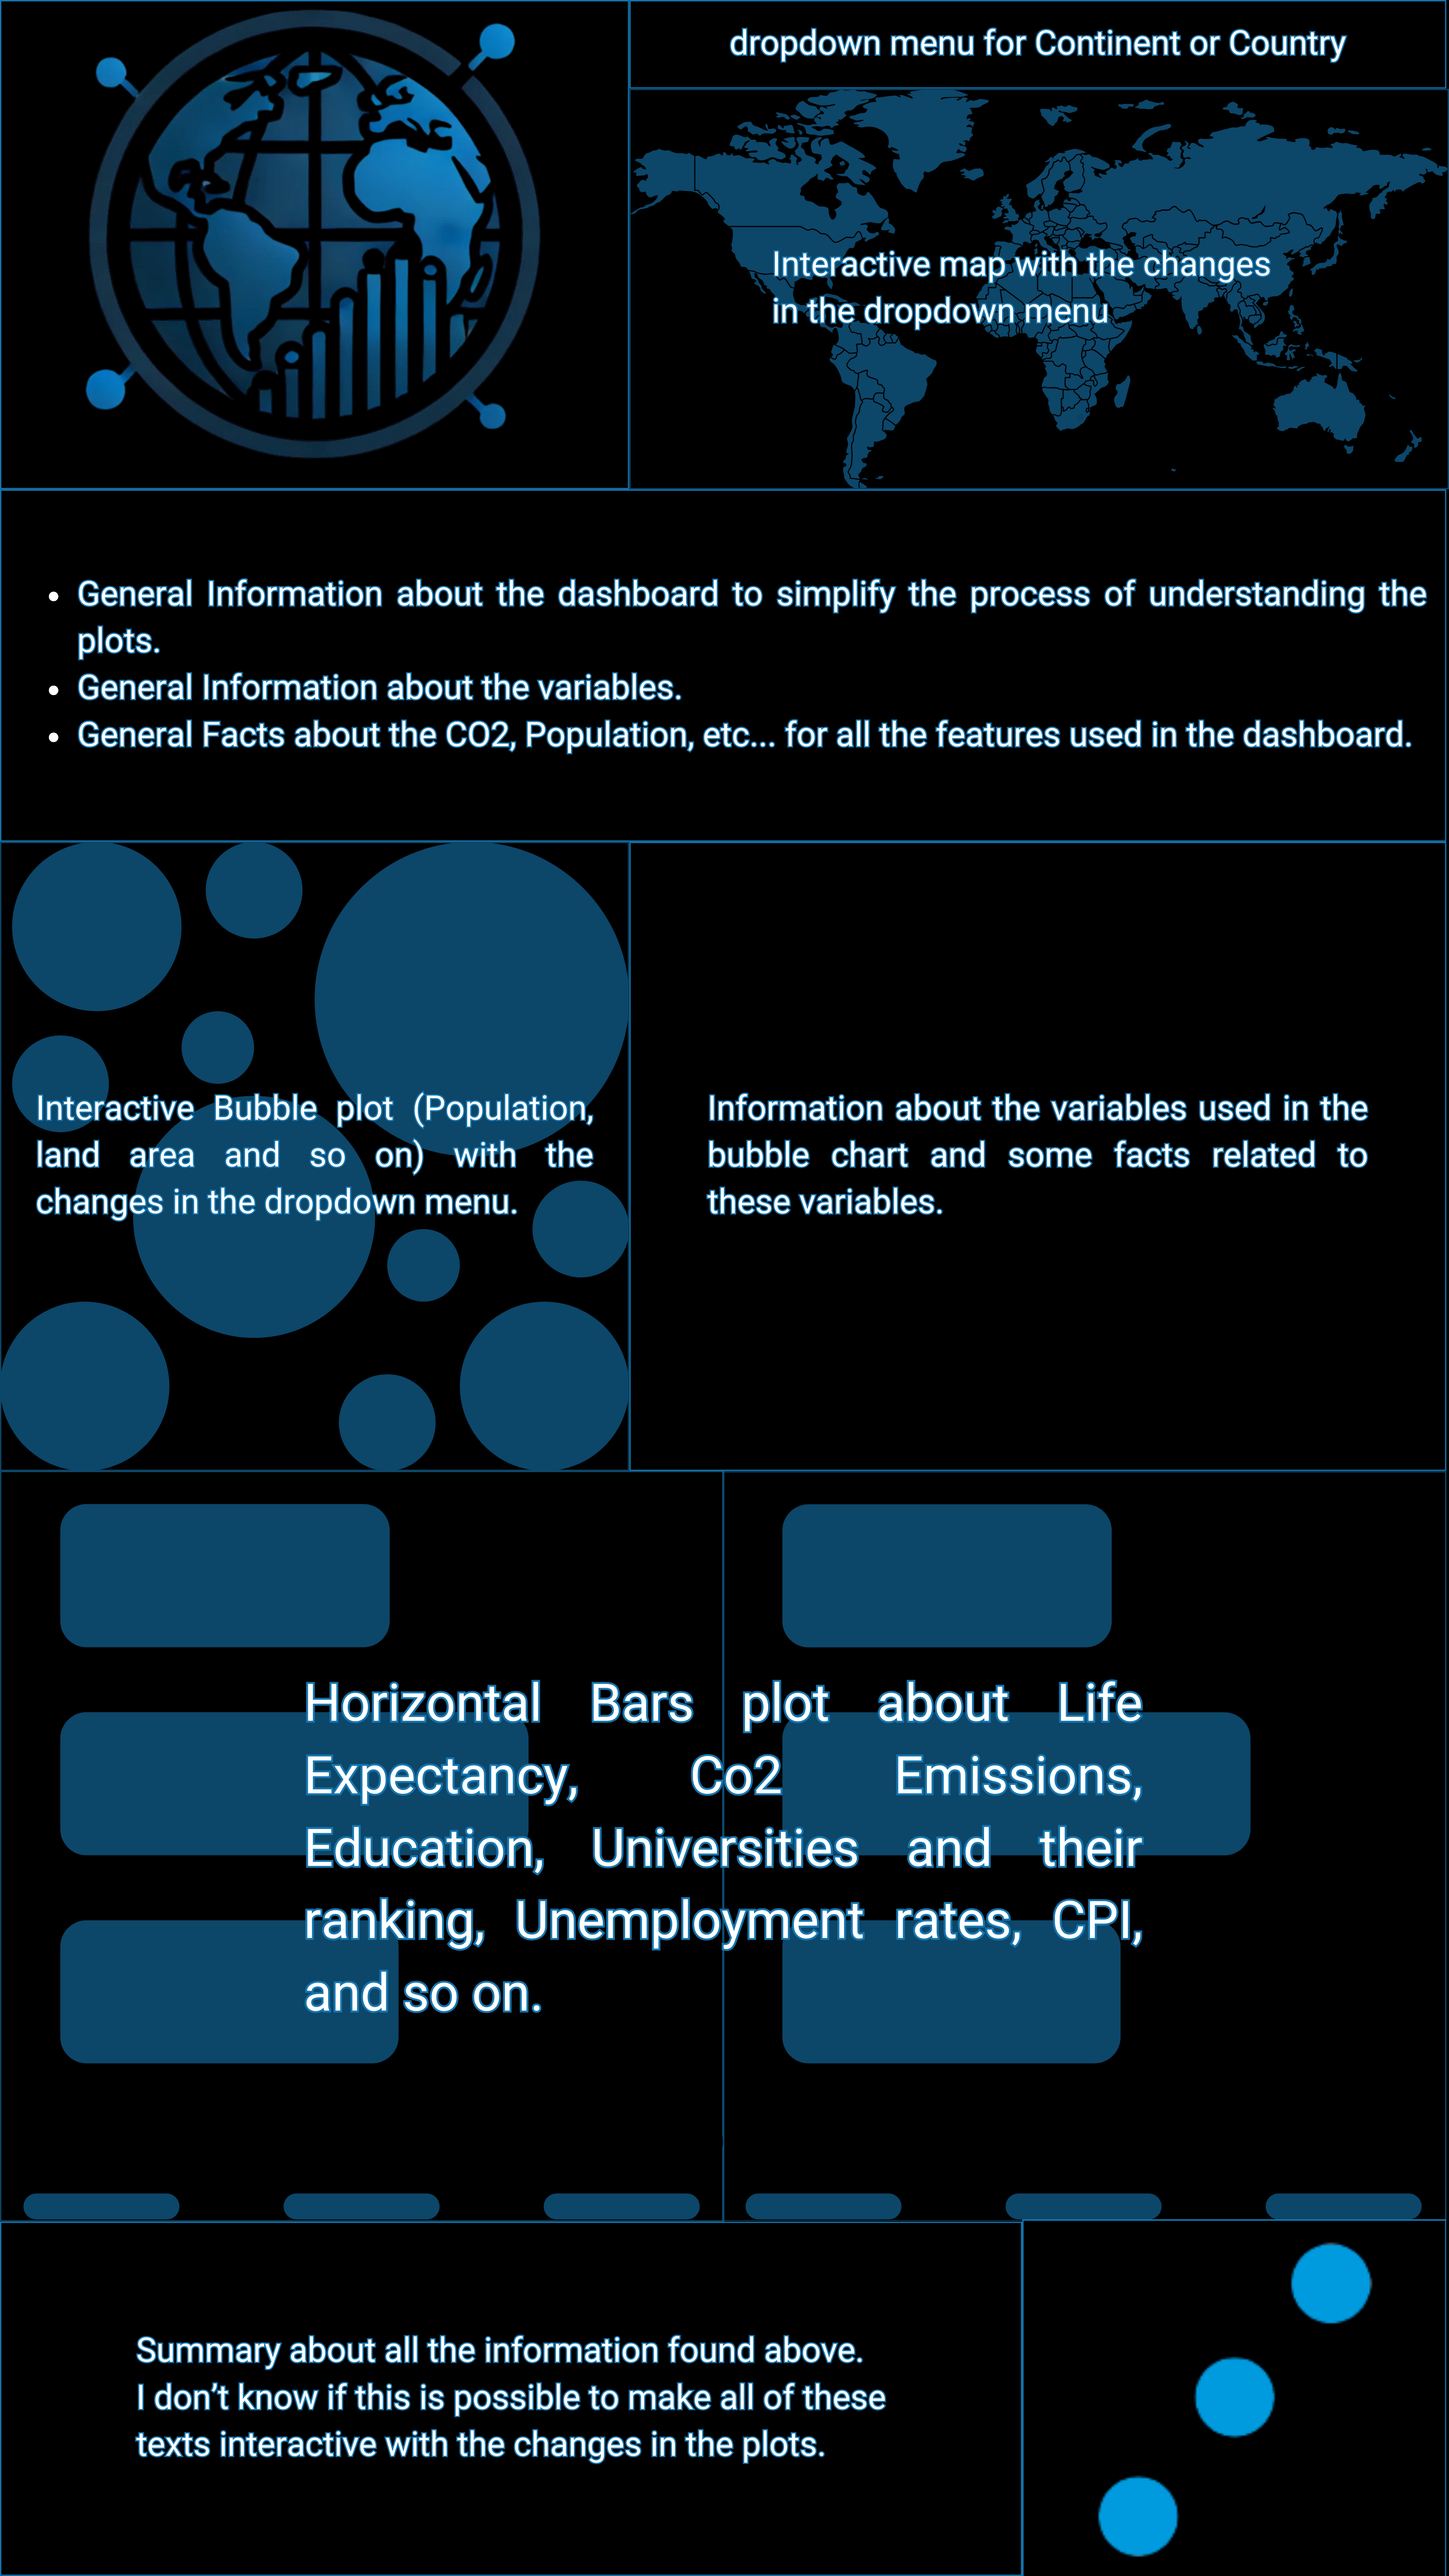 dropdown menu for Continent or Country
Interactive map with the changes
in the dropdown menu
• General Information about the dashboard to simplify the process of understanding the
plots.
• General Information about the variables.
• General Facts about the CO2, Population, etc... for all the features used in the dashboard.
Interactive Bubble plot (Population,
land area and so on) with the
changes in the dropdown menu.
Information about the variables used in the
bubble chart and some facts related to
these variables.
Horizontal Bars plot about Life
Expectancy, Co2 Emissions,
Education, Universities and their
ranking, Unemployment rates, CPI,
and so on.
Summary about all the information found above.
I don’t know if this is possible to make all of these
texts interactive with the changes in the plots.